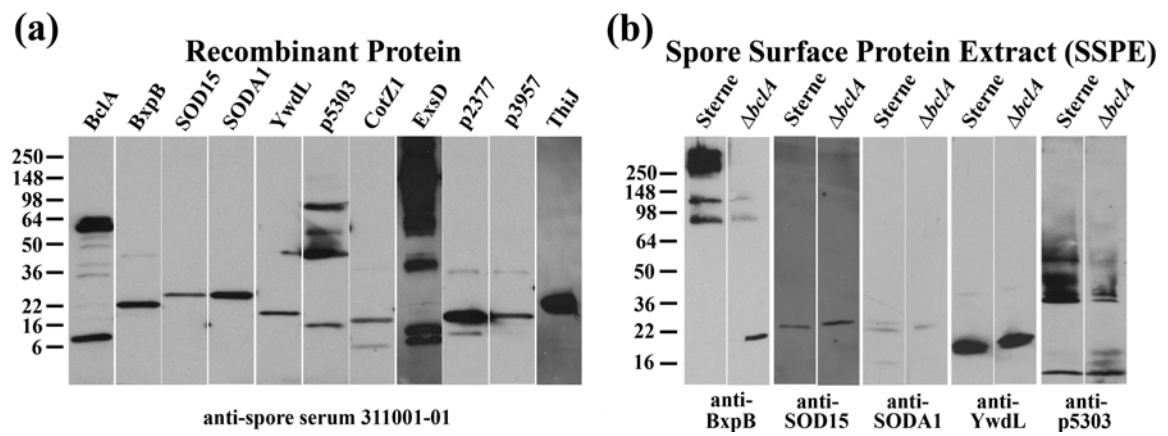 (a)
Recombinant Protein
BclA BxpB SOD15 SODA1 YwdL p5303 CotZ1 ExsD p2377 p3957 ThiJ
250
148
98
64
50
36
22
16
6
anti-spore serum 311001-01
(b)
Spore Surface Protein Extract (SSPE)
Sterne ΔbclA Sterne ΔbclA Sterne ΔbclA Sterne ΔbclA Sterne ΔbclA
250
148
98
64
50
36
22
16
anti-BxpB
anti-SOD15
anti-SODA1
anti-YwdL
anti-p5303